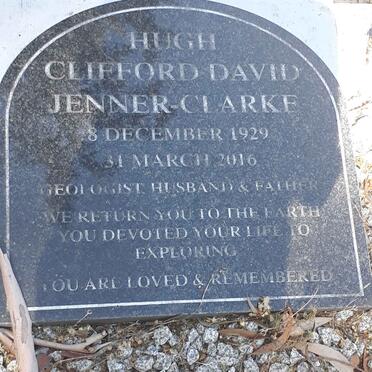 HUGH
CLIFFORD DAVID
JENNER-CLARKE
8 DECEMBER 1929
31 MARCH 2016
GEOLOGIST, HUSBAND & FATHER
WE RETURN YOU TO THE EARTH
YOU DEVOTED YOUR LIFE TO
EXPLORING
YOU ARE LOVED & REMEMBERED